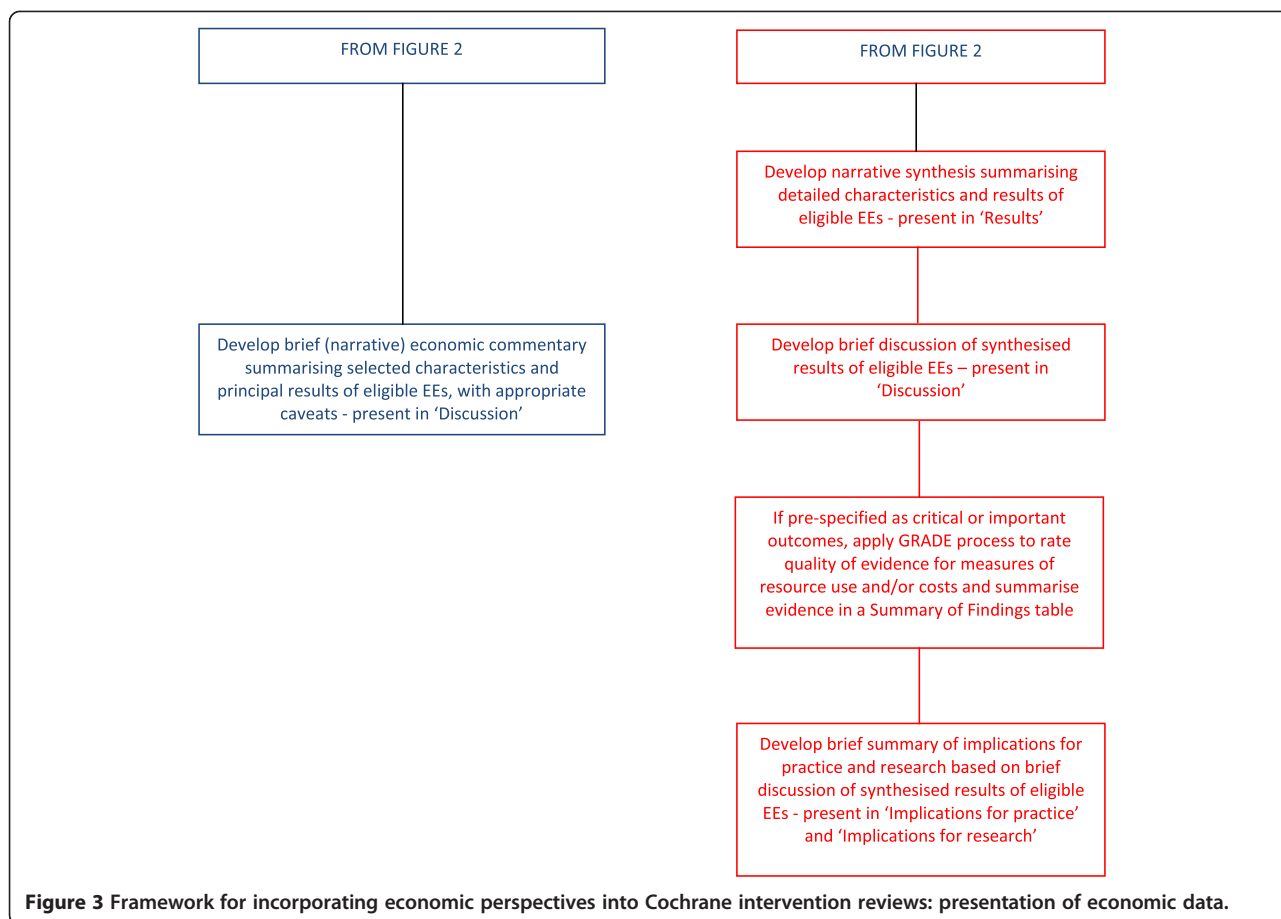 FROM FIGURE 2
Develop brief (narrative) economic commentary
summarising selected characteristics and
principal results of eligible EEs, with appropriate
caveats - present in ‘Discussion’
FROM FIGURE 2
Develop narrative synthesis summarising
detailed characteristics and results of
eligible EEs - present in ‘Results’
Develop brief discussion of synthesised
results of eligible EEs – present in
‘Discussion’
If pre-specified as critical or important
outcomes, apply GRADE process to rate
quality of evidence for measures of
resource use and/or costs and summarise
evidence in a Summary of Findings table
Develop brief summary of implications for
practice and research based on brief
discussion of synthesised results of eligible
EEs - present in ‘Implications for practice’
and ‘Implications for research’
Figure 3 Framework for incorporating economic perspectives into Cochrane intervention reviews: presentation of economic data.